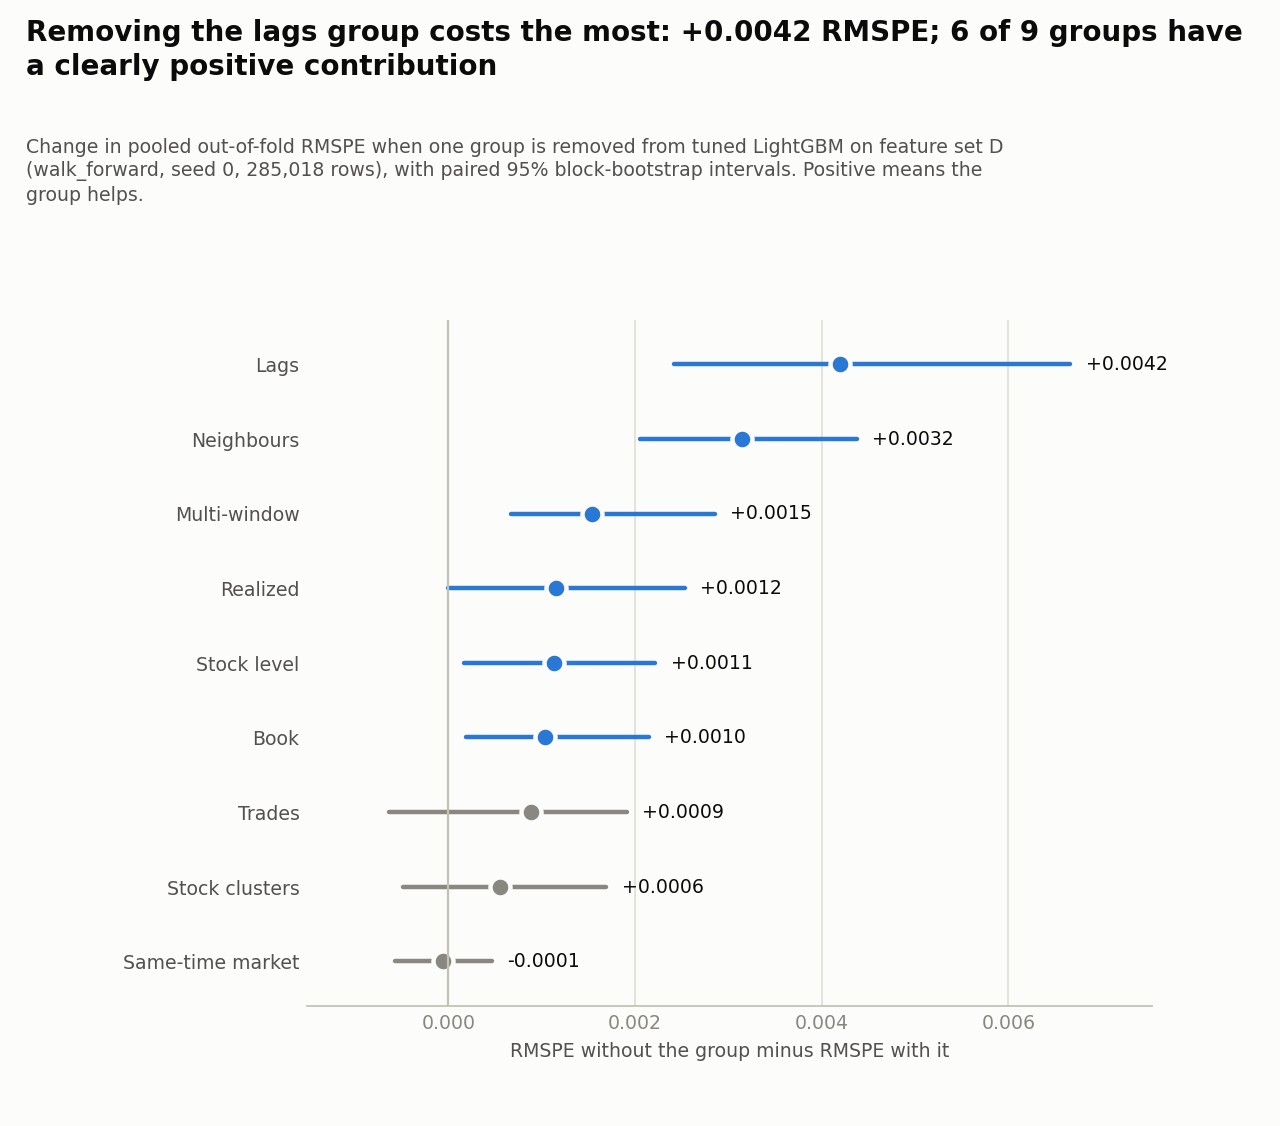 Removing the lags group costs the most: +0.0042 RMSPE; 6 of 9 groups have
a clearly positive contribution
Change in pooled out-of-fold RMSPE when one group is removed from tuned LightGBM on feature set D
(walk_forward, seed 0, 285,018 rows), with paired 95% block-bootstrap intervals. Positive means the
group helps.
Lags +0.0042
Neighbours +0.0032
Multi-window +0.0015
Realized +0.0012
Stock level +0.0011
Book +0.0010
Trades +0.0009
Stock clusters +0.0006
Same-time market -0.0001
0.000 0.002 0.004 0.006
RMSPE without the group minus RMSPE with it